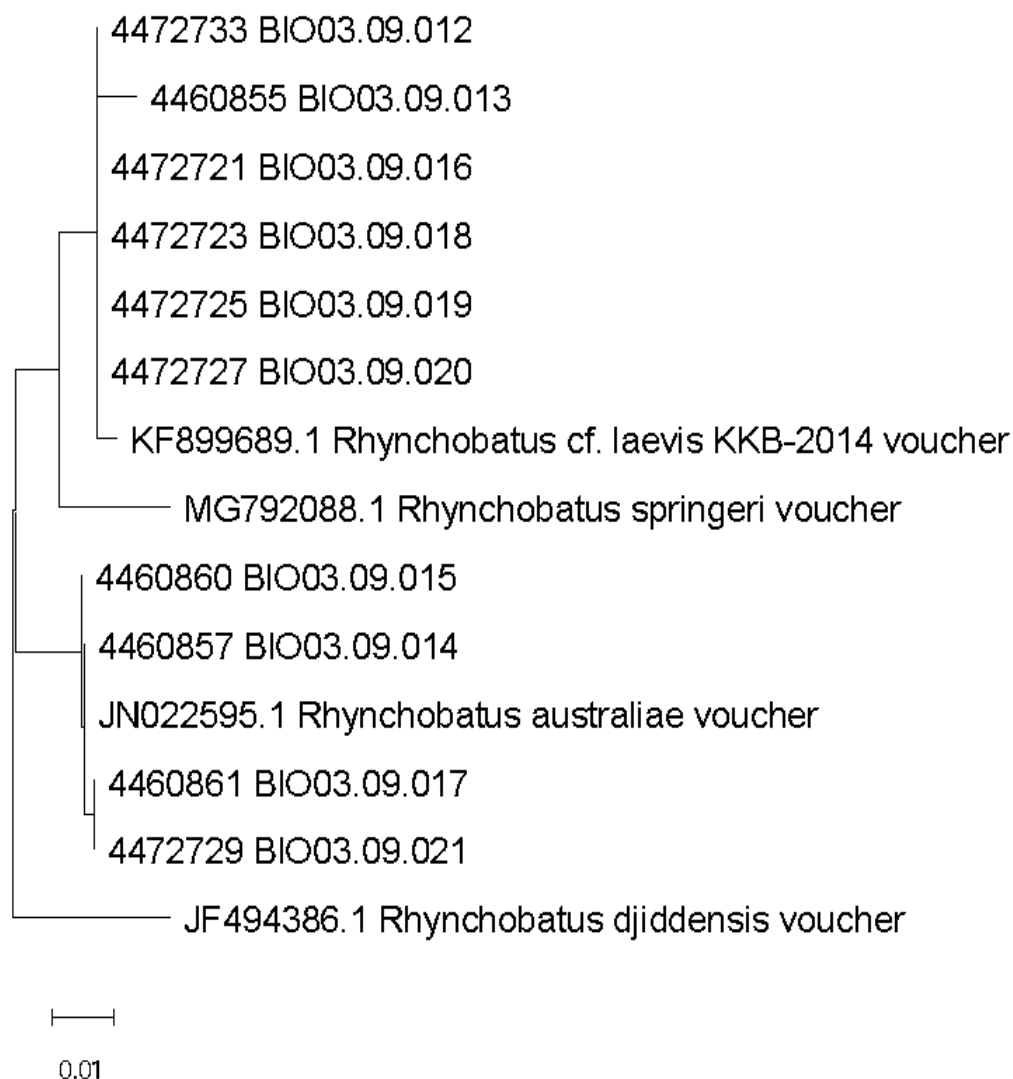 4472733 BIO03.09.012
4460855 BIO03.09.013
4472721 BIO03.09.016
4472723 BIO03.09.018
4472725 BIO03.09.019
4472727 BIO03.09.020
KF899689.1 Rhynchobatus cf. laevis KKB-2014 voucher
MG792088.1 Rhynchobatus springeri voucher
4460860 BIO03.09.015
4460857 BIO03.09.014
JN022595.1 Rhynchobatus australiae voucher
4460861 BIO03.09.017
4472729 BIO03.09.021
JF494386.1 Rhynchobatus djiddensis voucher
0.01